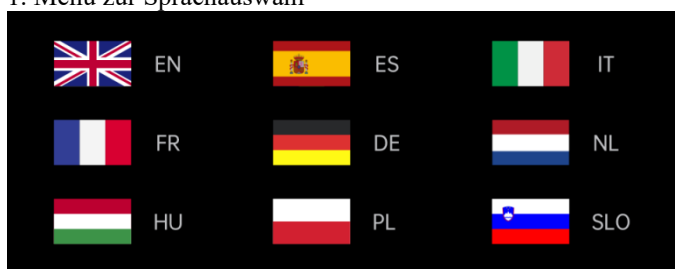 1. Menü zur Sprachauswahl
EN ES IT
FR DE NL
HU PL SLO